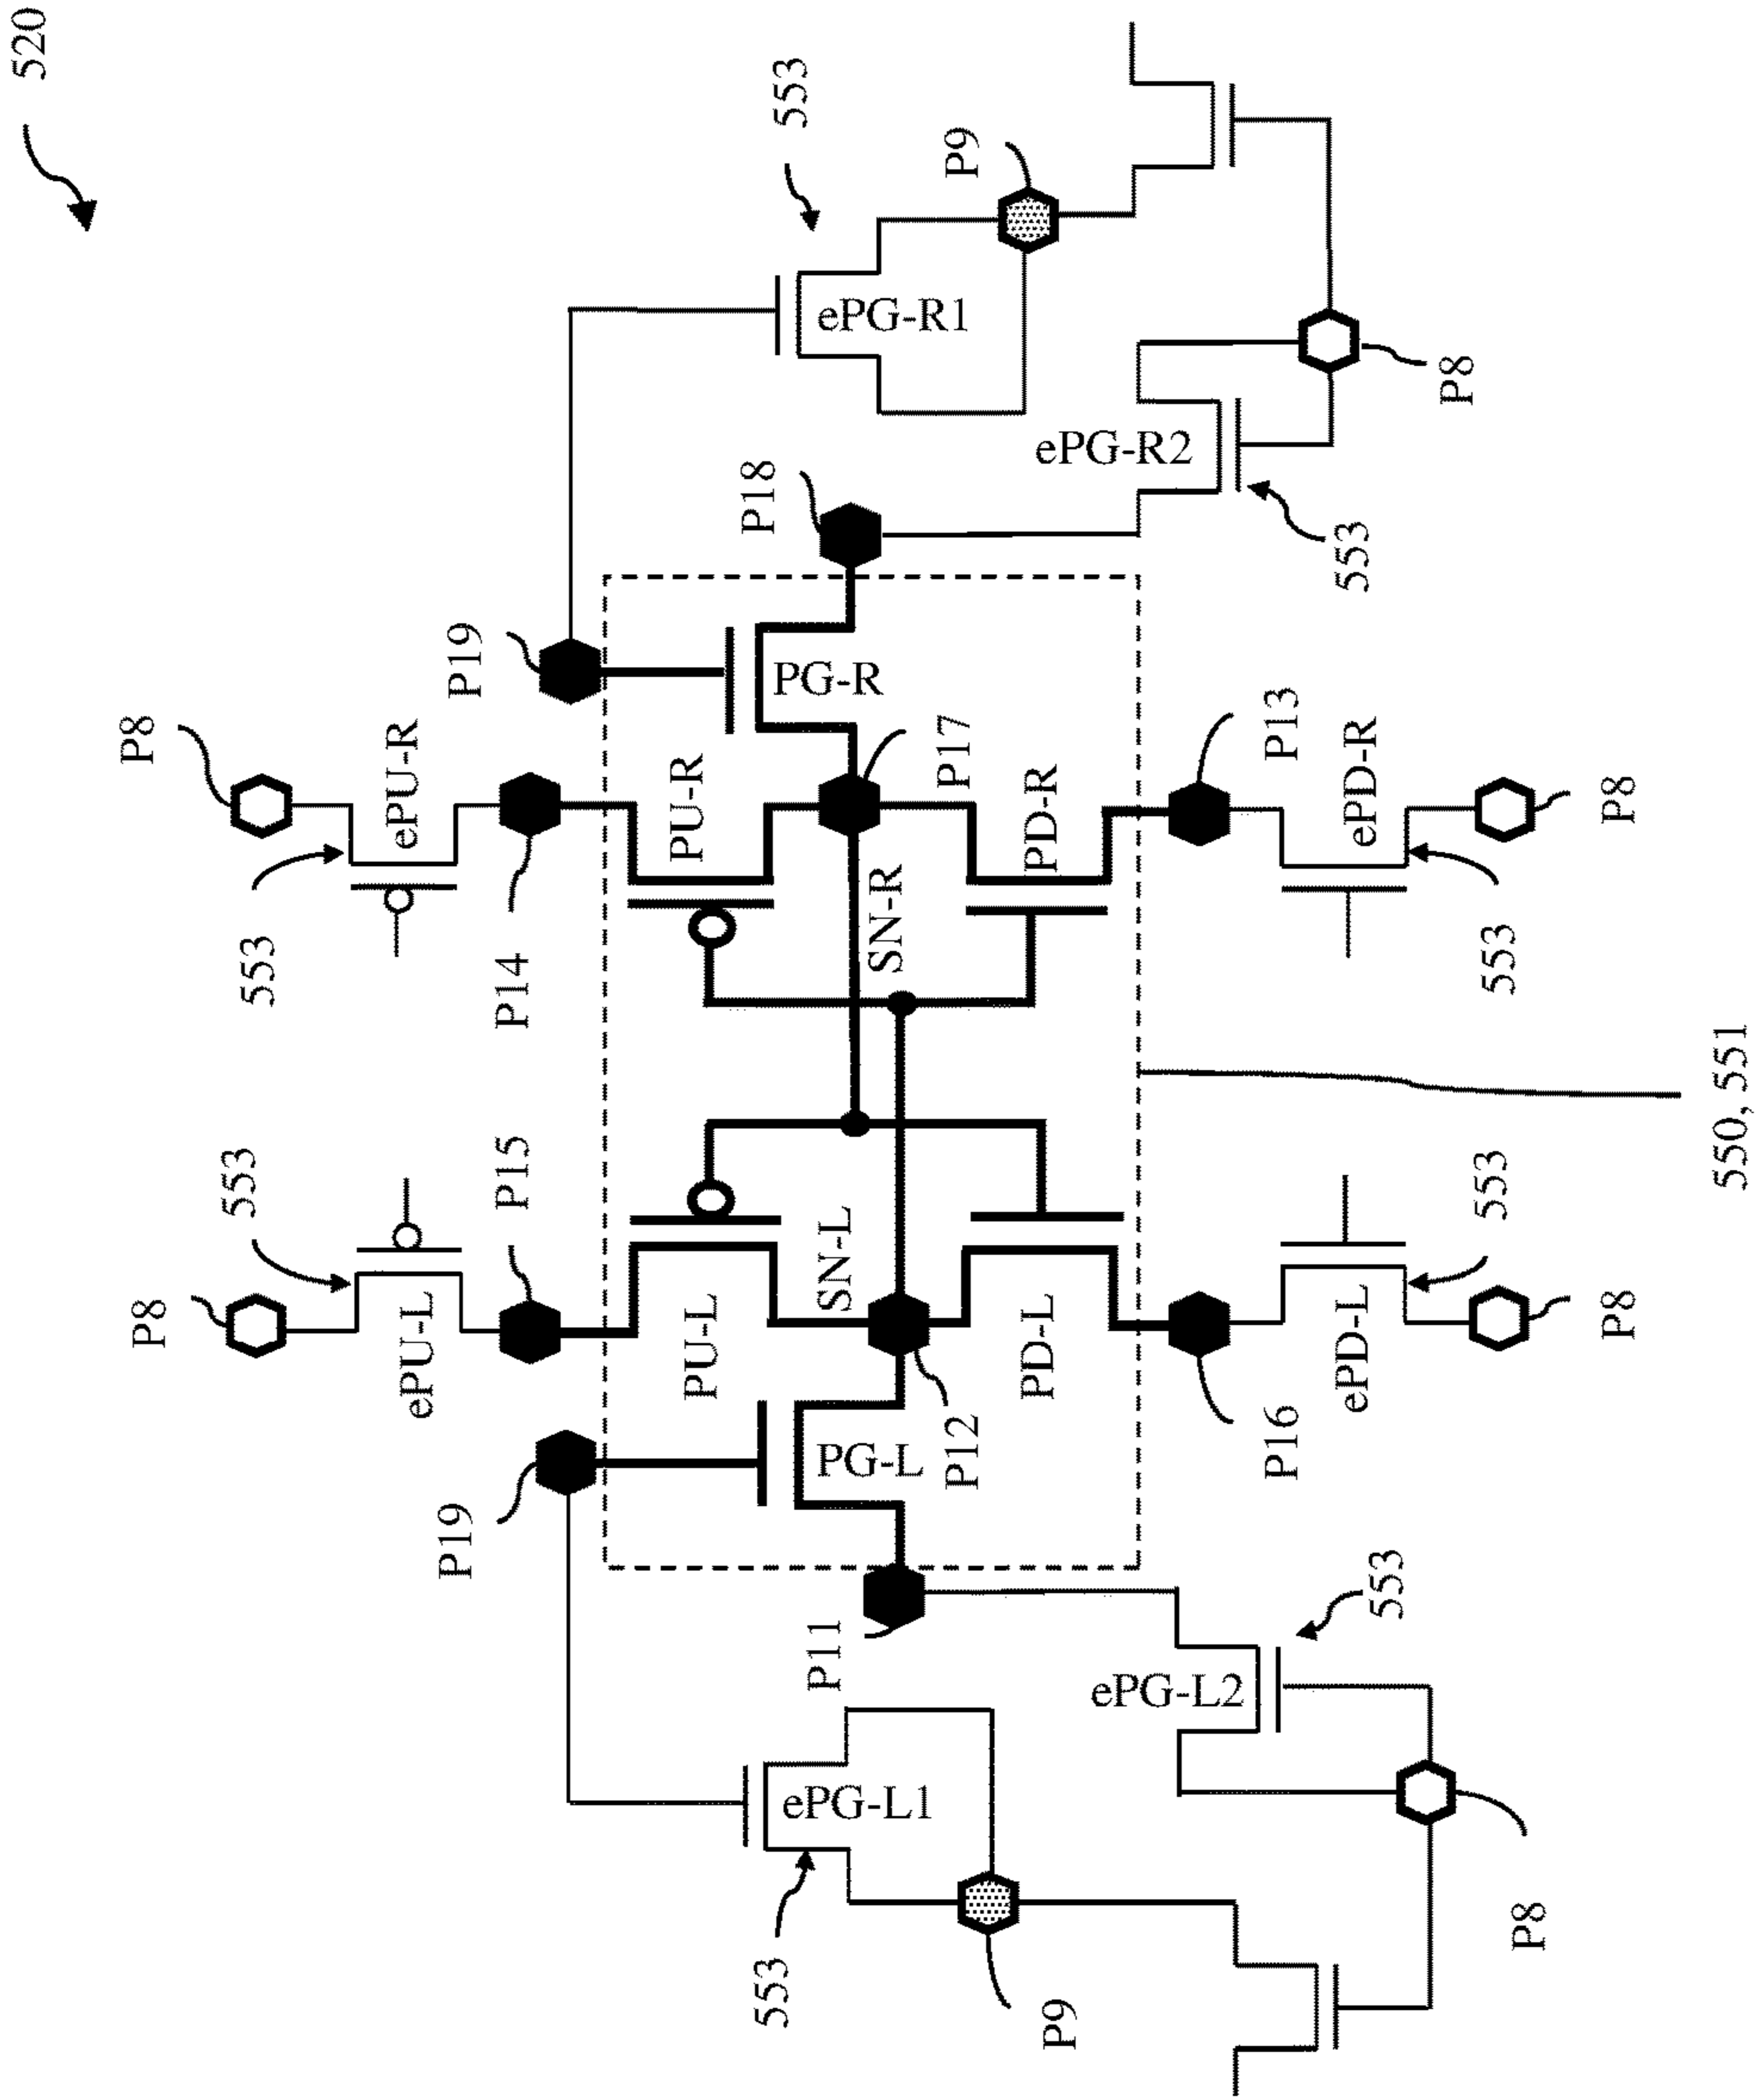 520
P8
553
ePU-L
P15
P8
553
ePU-R
P14
P19
P19
553
ePG-R1
P9
P18
ePG-R2
553
P8
PU-L
SN-L
PG-L
P12
PD-L
PU-R
SN-R
PG-R
P17
PD-R
P11
ePG-L1
553
P9
ePG-L2
553
P8
P16
ePD-L
553
P8
P13
ePD-R
553
P8
550, 551